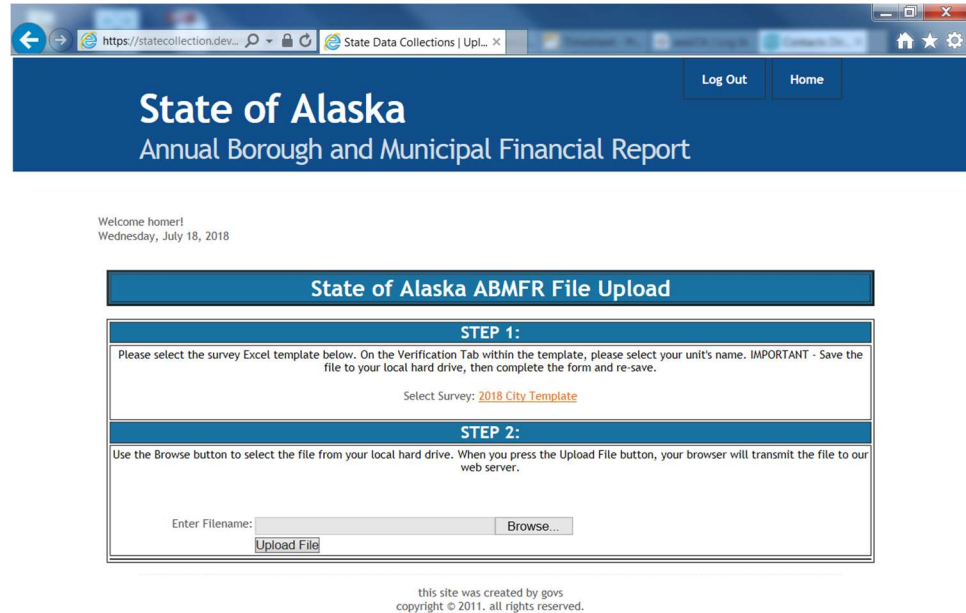 https://statecollection.dev...
State Data Collections | Upl...
Log Out
Home
State of Alaska
Annual Borough and Municipal Financial Report
Welcome homer!
Wednesday, July 18, 2018
State of Alaska ABMFR File Upload
STEP 1:
Please select the survey Excel template below. On the Verification Tab within the template, please select your unit's name. IMPORTANT - Save the
file to your local hard drive, then complete the form and re-save.
Select Survey: 2018 City Template
STEP 2:
Use the Browse button to select the file from your local hard drive. When you press the Upload File button, your browser will transmit the file to our
web server.
Enter Filename:
Browse...
Upload File
this site was created by govs
copyright © 2011. all rights reserved.